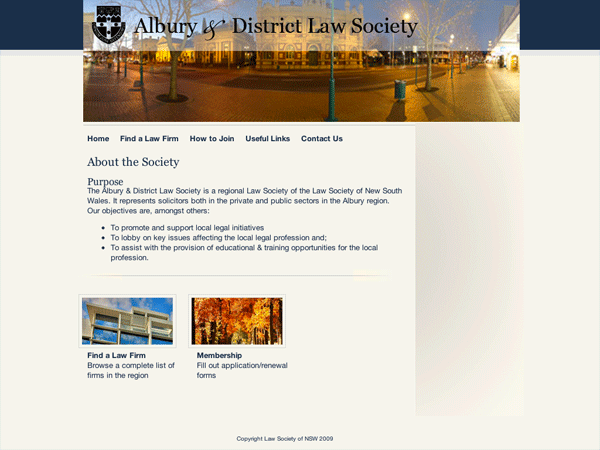 Albury & District Law Society
Home Find a Law Firm How to Join Useful Links Contact Us
About the Society
Purpose
The Albury & District Law Society is a regional Law Society of the Law Society of New South
Wales. It represents solicitors both in the private and public sectors in the Albury region.
Our objectives are, amongst others:
To promote and support local legal initiatives
To lobby on key issues affecting the local legal profession and;
To assist with the provision of educational & training opportunities for the local
profession.
Find a Law Firm
Browse a complete list of
firms in the region
Membership
Fill out application/renewal
forms
Copyright Law Society of NSW 2009